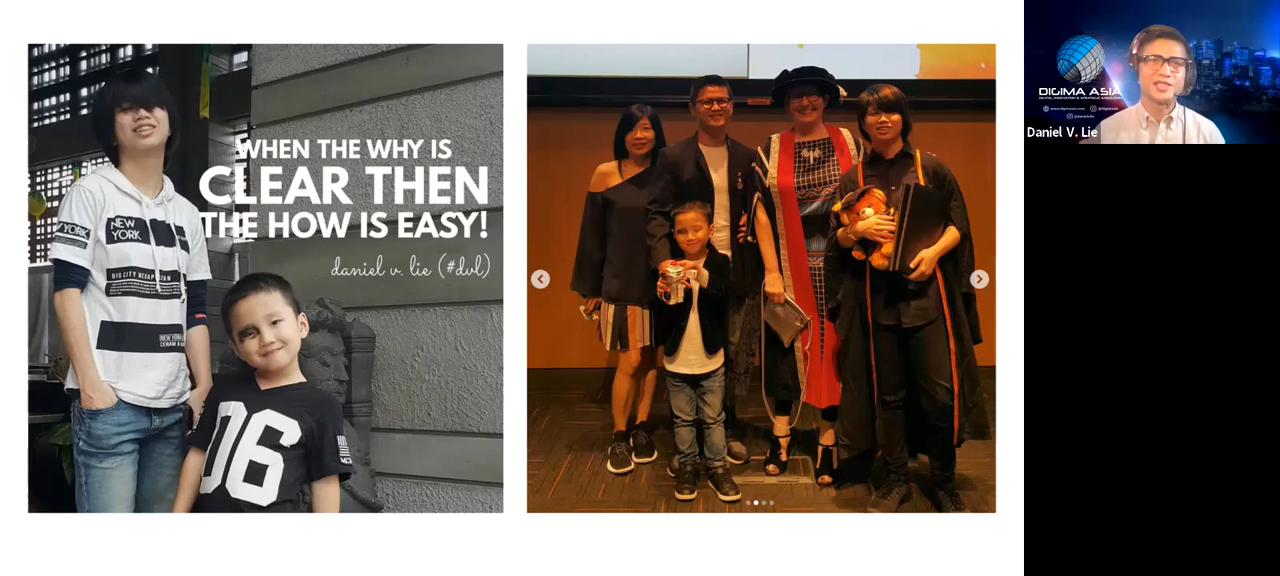 WHEN THE WHY IS
CLEAR THEN
THE HOW IS EASY!
daniel v. lie (#dvl)
NEW
YORK
YORK
BIG CITY
06
DIGIMA ASIA
Daniel V. Lie